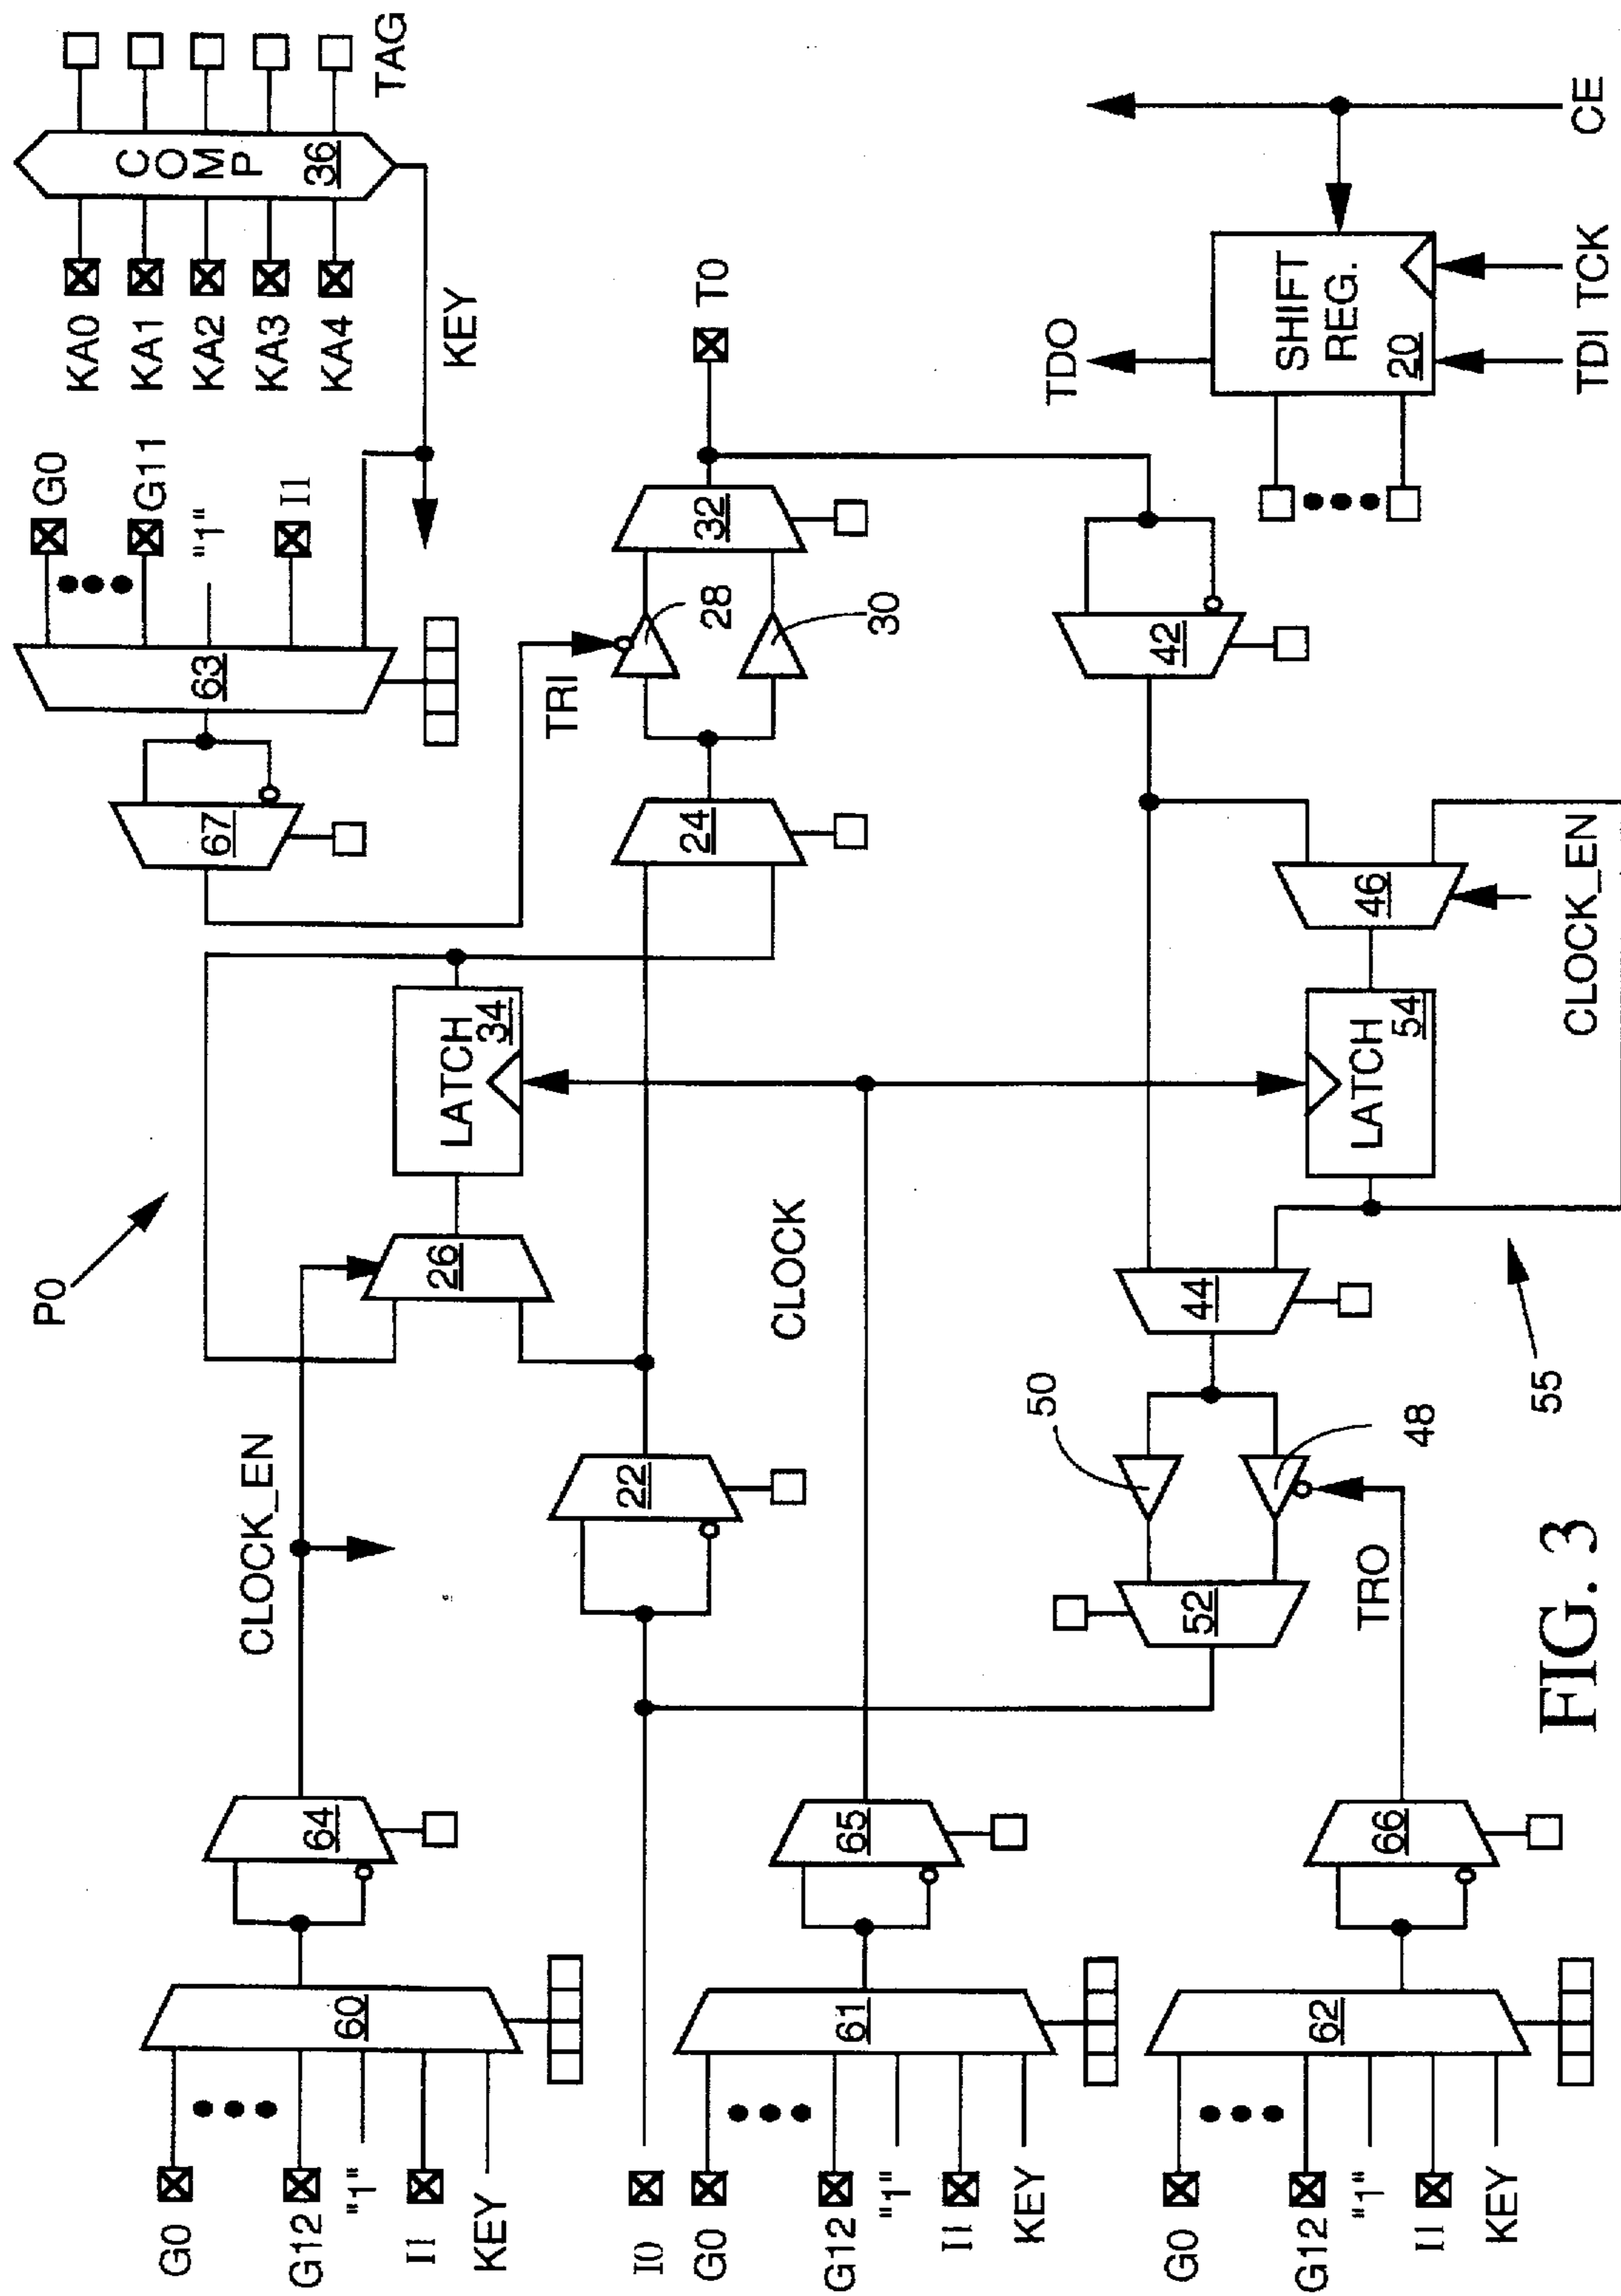 P0
CLOCK_EN
G0
G12
"1"
I1
KEY
60
64
26
LATCH
34
67
63
G0
G11
"1"
I1
KEY
KA0
KA1
KA2
KA3
KA4
COMP
36
TAG
I0
22
24
TRI
28
30
32
T0
G0
G12
"1"
I1
KEY
61
65
CLOCK
52
50
48
44
LATCH
54
46
CLOCK_EN
42
TDO
SHIFT
REG.
20
TDI
TCK
CE
G0
G12
"1"
I1
KEY
62
66
TRO
55
FIG. 3